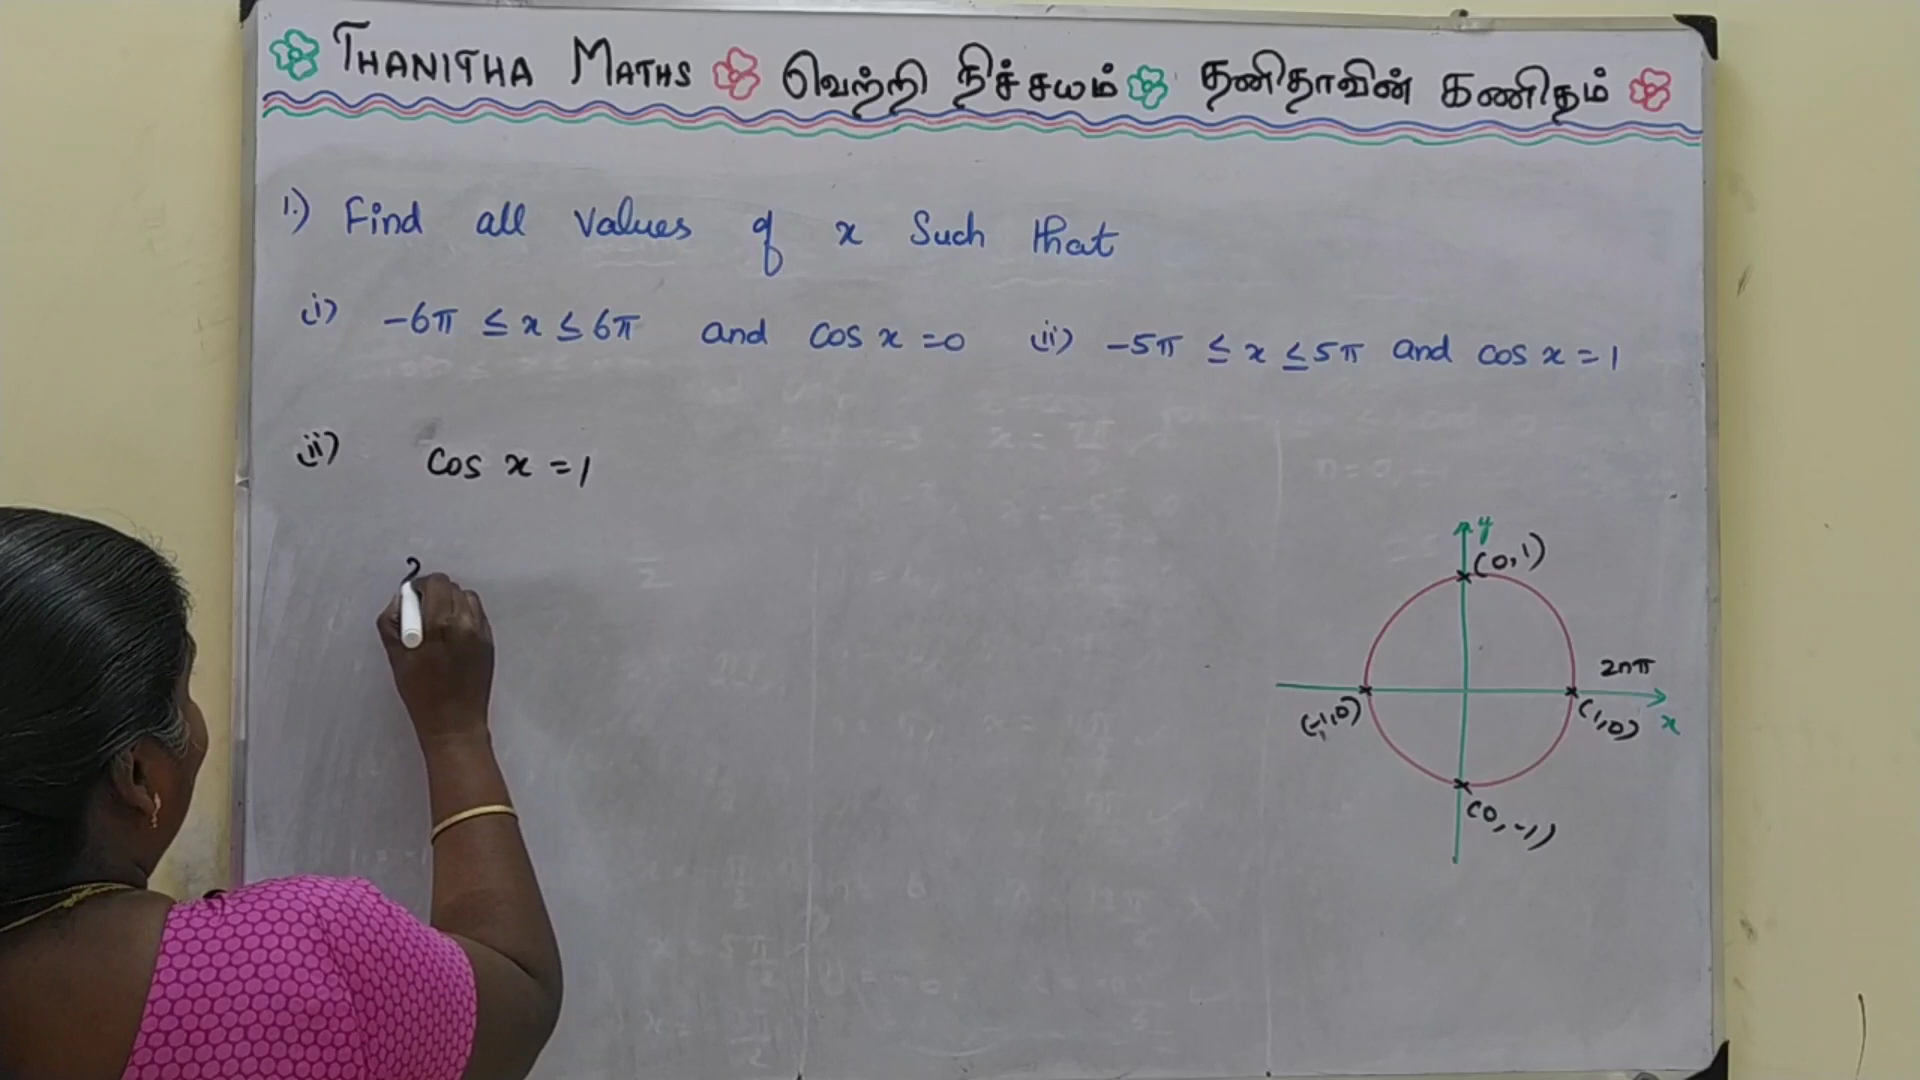 THANITHA MATHS வெற்றி நிச்சயம் தனிதாவின் கணிதம்
1.) Find all Values of x Such that
i) -6π ≤ x ≤ 6π and cos x = 0 ii) -5π ≤ x ≤ 5π and cos x = 1
ii) cos x = 1
y
(0,1)
2nπ
(-1,0) (1,0) x
(0,-1)